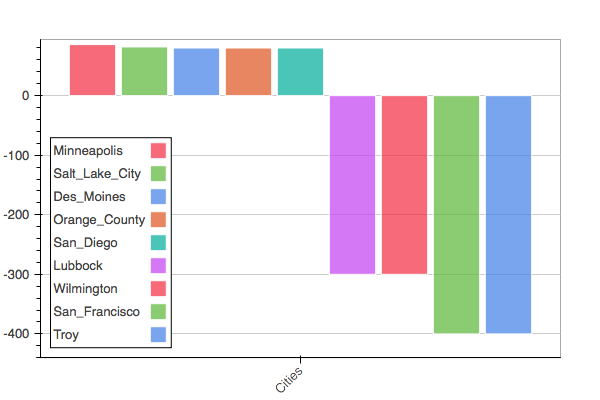 0
-100
-200
-300
-400
Minneapolis
Salt_Lake_City
Des_Moines
Orange_County
San_Diego
Lubbock
Wilmington
San_Francisco
Troy
Cities